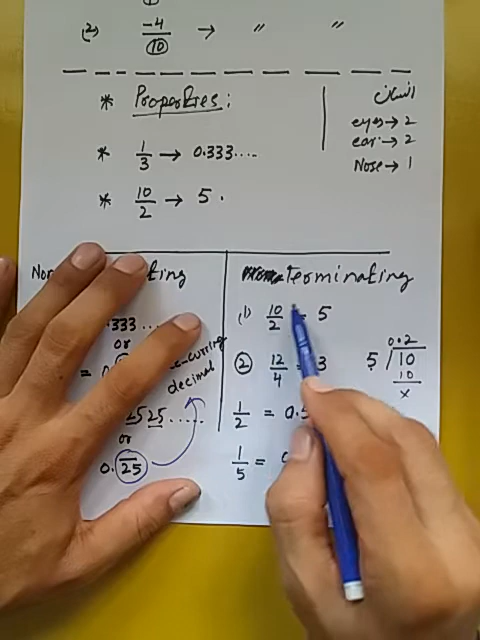 (2) -4/10 → " "
* Properties:
انسان
eyes → 2
ear → 2
Nose → 1
* 1/3 → 0.333....
* 10/2 → 5.
Terminating
(1) 10/2 = 5
(2) 12/4 = 3
1/2 = 0.5
1/5 =
0.2
5 / 10
10
x
.333...
or
decimal
2525......
or
0.25